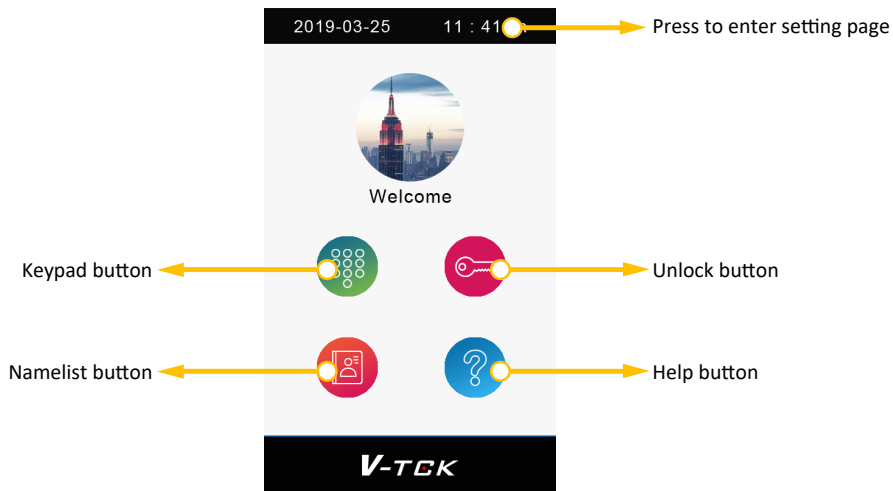 2019-03-25 11 : 41
Press to enter setting page
Welcome
Keypad button
Unlock button
Namelist button
Help button
V-TEK